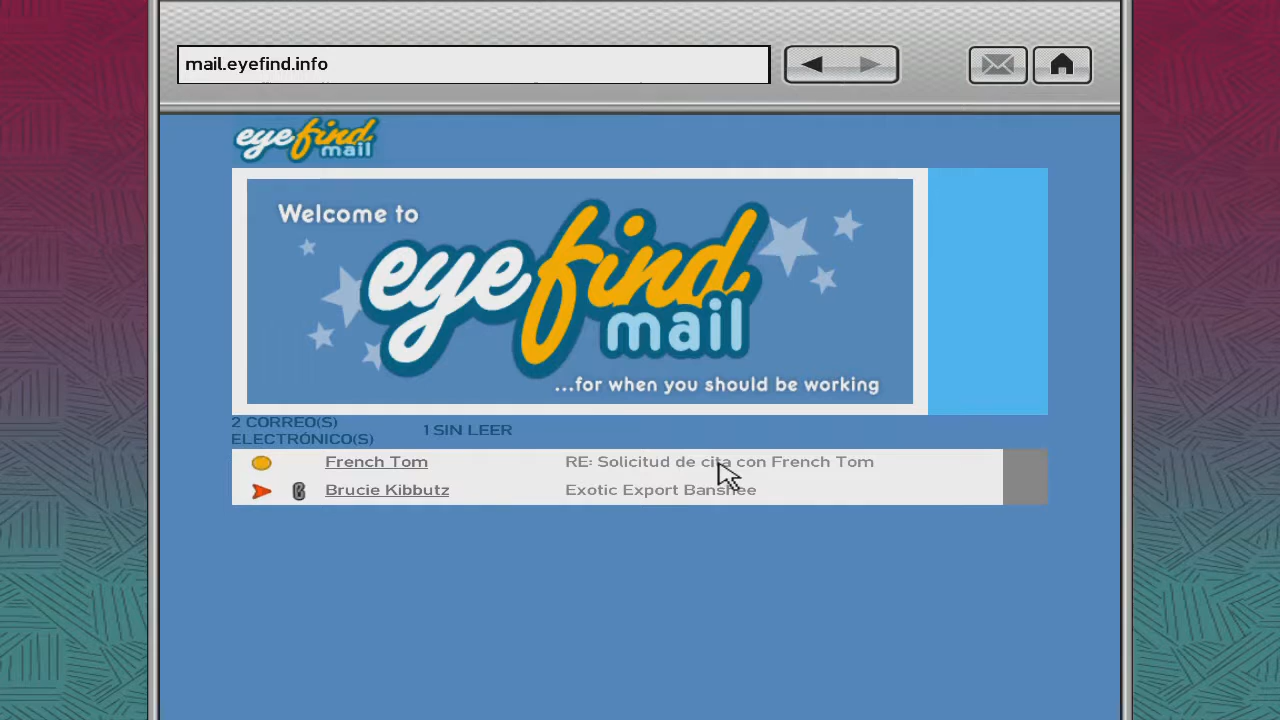 mail.eyefind.info
eyefind
mail
Welcome to
eyefind
mail
...for when you should be working
2 CORREO(S)
ELECTRÓNICO(S)
1 SIN LEER
French Tom RE: Solicitud de cita con French Tom
Brucie Kibbutz Exotic Export Banshee